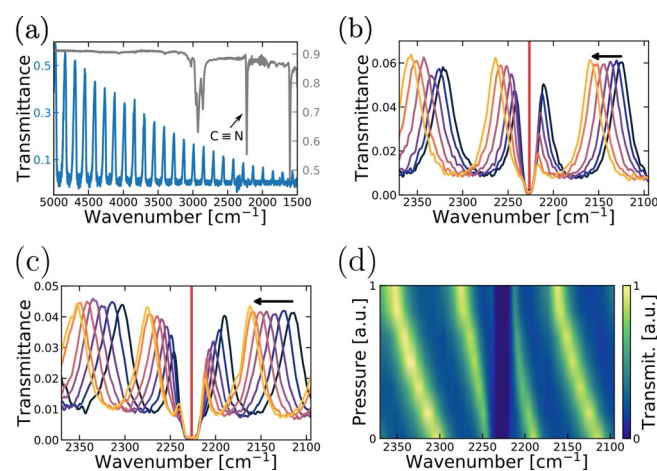 (a)
0.5
0.3
0.1
0.9
0.8
0.7
0.6
0.5
C ≡ N
Transmittance
5000 4500 4000 3500 3000 2500 2000 1500
Wavenumber [cm⁻¹]
(b)
0.06
0.04
0.02
0.00
Transmittance
2350 2300 2250 2200 2150 2100
Wavenumber [cm⁻¹]
(c)
0.05
0.04
0.03
0.02
0.01
0.00
Transmittance
2350 2300 2250 2200 2150 2100
Wavenumber [cm⁻¹]
(d)
1
0
Pressure [a.u.]
2350 2300 2250 2200 2150 2100
Wavenumber [cm⁻¹]
1
0
Transmit. [a.u.]